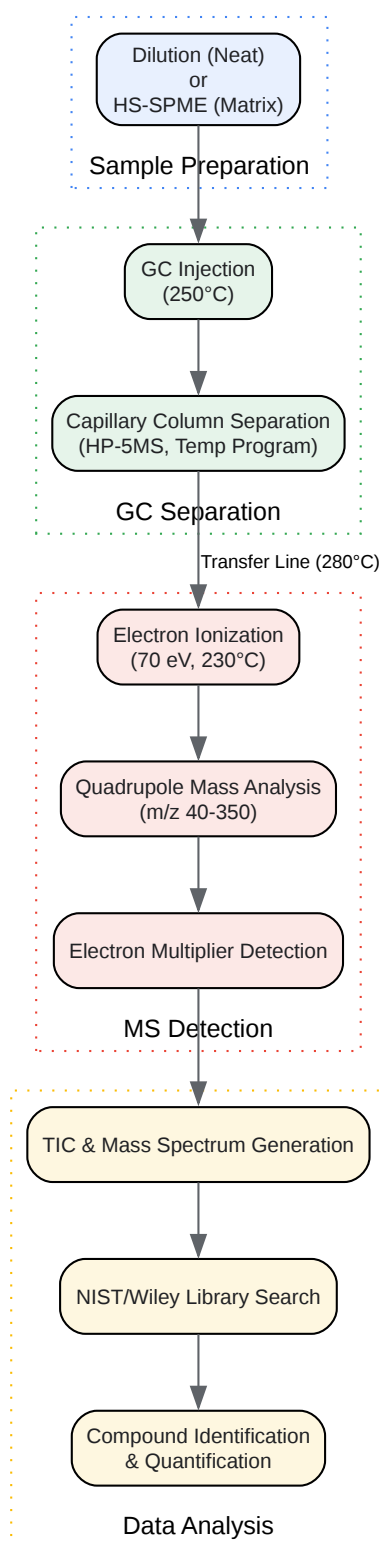 Dilution (Neat)
or
HS-SPME (Matrix)
Sample Preparation
GC Injection
(250°C)
Capillary Column Separation
(HP-5MS, Temp Program)
GC Separation
Transfer Line (280°C)
Electron Ionization
(70 eV, 230°C)
Quadrupole Mass Analysis
(m/z 40-350)
Electron Multiplier Detection
MS Detection
TIC & Mass Spectrum Generation
NIST/Wiley Library Search
Compound Identification
& Quantification
Data Analysis